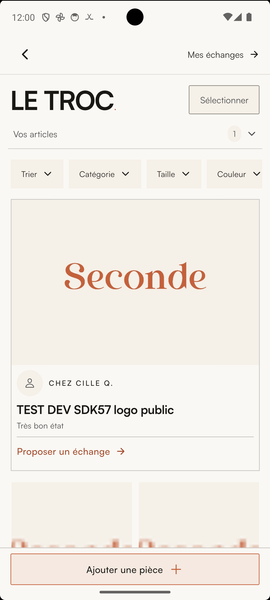 12:00
Mes échanges
LE TROC.
Sélectionner
Vos articles
1
Trier
Catégorie
Taille
Couleur
Seconde
CHEZ CILLE Q.
TEST DEV SDK57 logo public
Très bon état
Proposer un échange
Ajouter une pièce